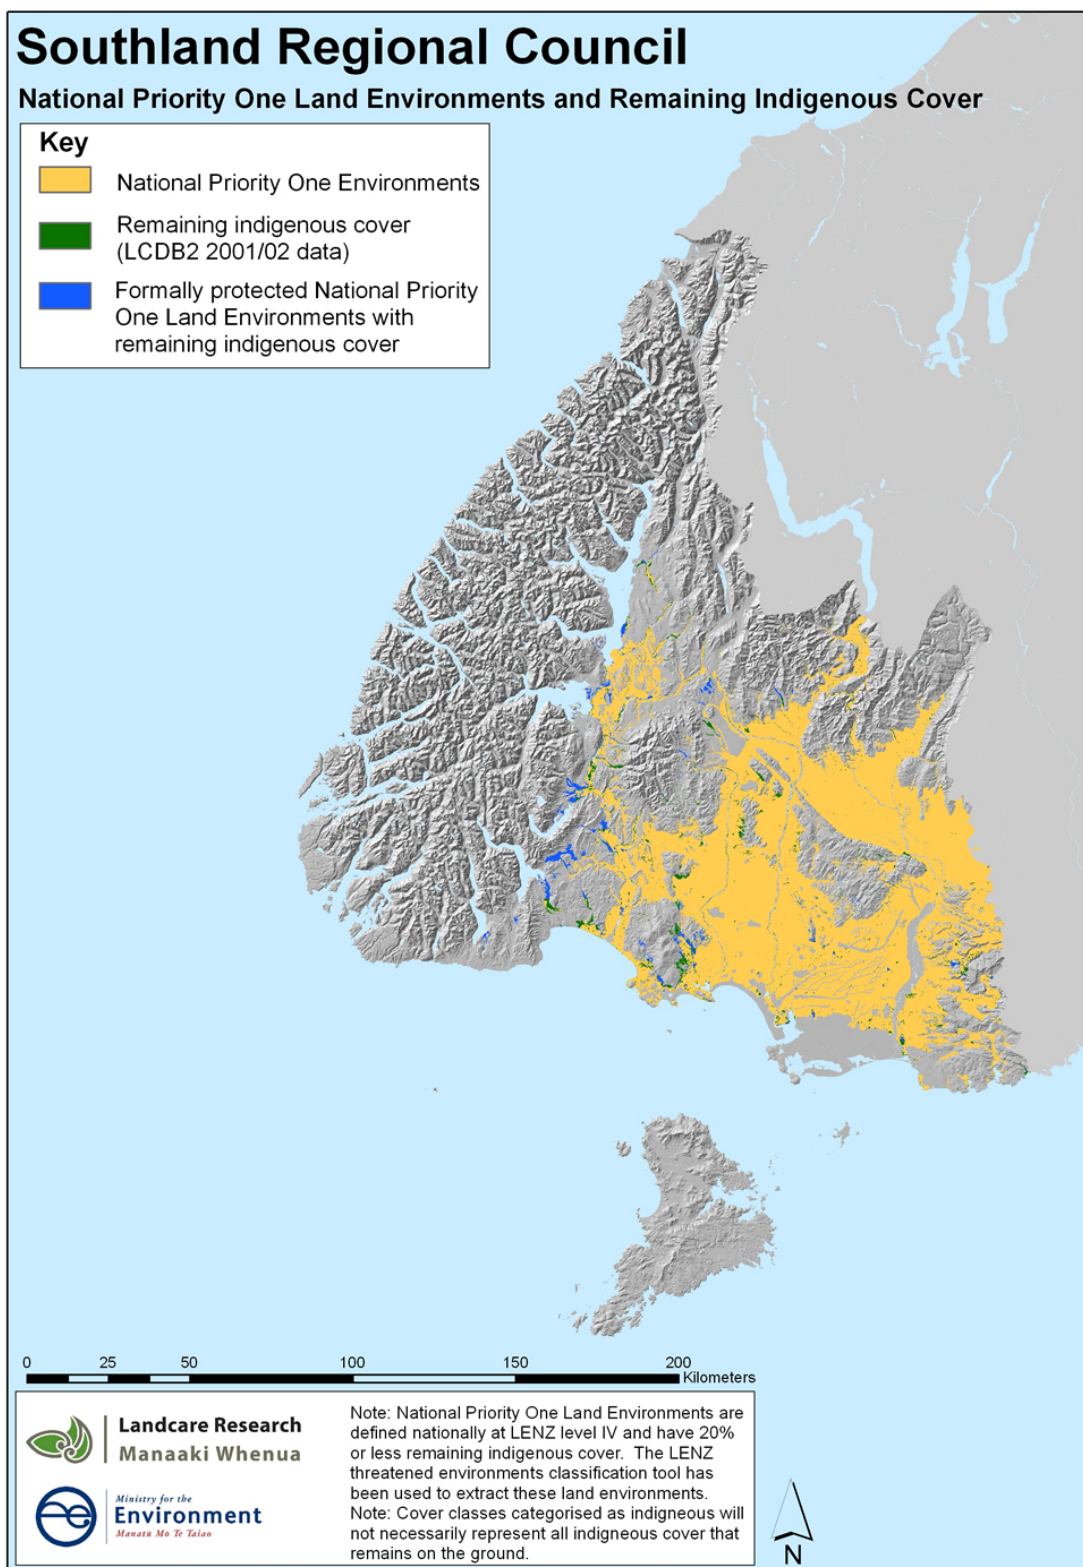 Southland Regional Council
National Priority One Land Environments and Remaining Indigenous Cover
Key
National Priority One Environments
Remaining indigenous cover
(LCDB2 2001/02 data)
Formally protected National Priority
One Land Environments with
remaining indigenous cover
0 25 50 100 150 200
Kilometers
Landcare Research
Manaaki Whenua
Ministry for the
Environment
Manatū Mō Te Taiao
Note: National Priority One Land Environments are
defined nationally at LENZ level IV and have 20%
or less remaining indigenous cover. The LENZ
threatened environments classification tool has
been used to extract these land environments.
Note: Cover classes categorised as indigneous will
not necessarily represent all indigneous cover that
remains on the ground.
N